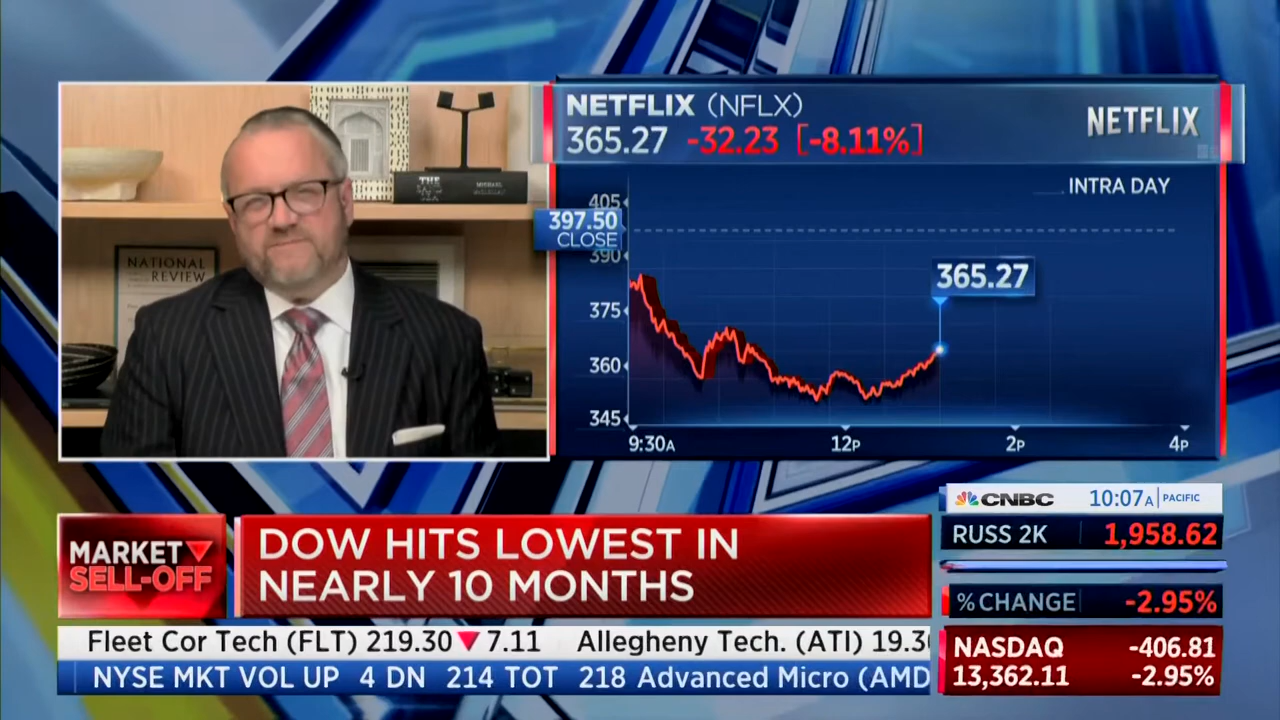 NATIONAL
REVIEW
THE
NETFLIX (NFLX)
365.27 -32.23 [-8.11%]
NETFLIX
INTRA DAY
405
397.50
CLOSE
390
375
360
345
365.27
9:30A 12P 2P 4P
MARKET
SELL-OFF
DOW HITS LOWEST IN
NEARLY 10 MONTHS
CNBC 10:07A PACIFIC
RUSS 2K 1,958.62
% CHANGE -2.95%
NASDAQ -406.81
13,362.11 -2.95%
Fleet Cor Tech (FLT) 219.30▼7.11 Allegheny Tech. (ATI) 19.3
NYSE MKT VOL UP 4 DN 214 TOT 218 Advanced Micro (AMD